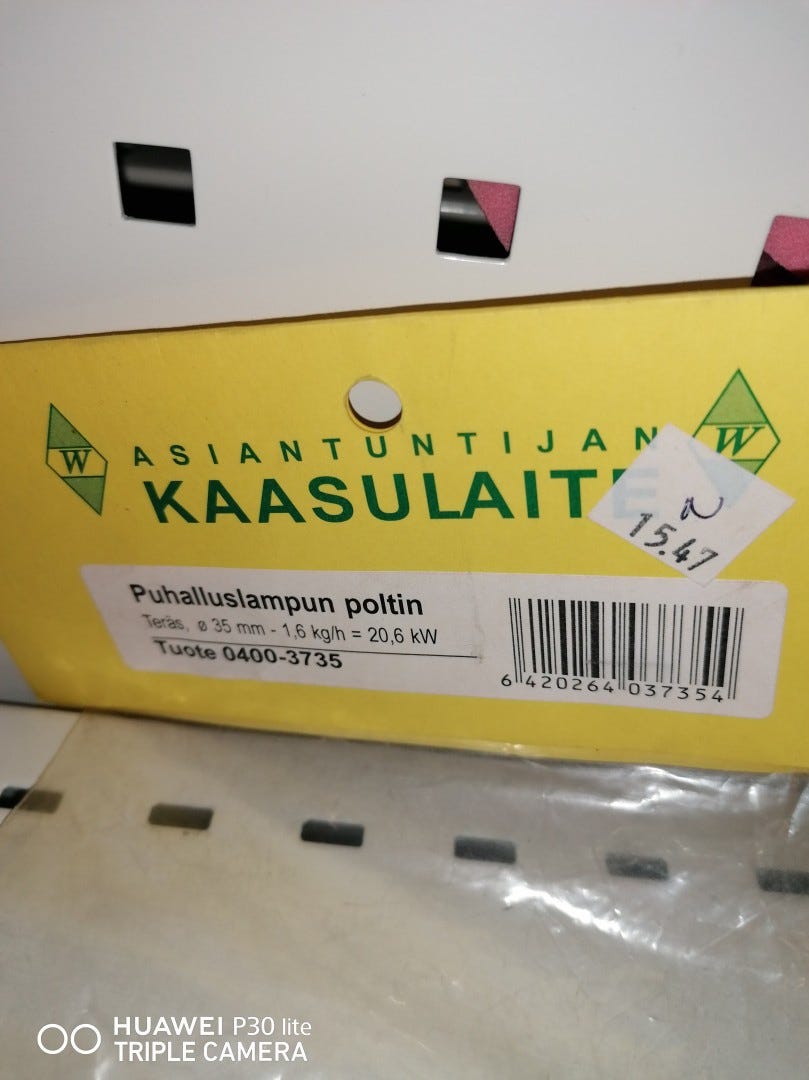 ASIANTUNTIJAN
KAASULAITE
W
W
N
15.47
Puhalluslampun poltin
Teräs, ø 35 mm - 1,6 kg/h = 20,6 kW
Tuote 0400-3735
6 420264 037354
HUAWEI P30 lite
TRIPLE CAMERA